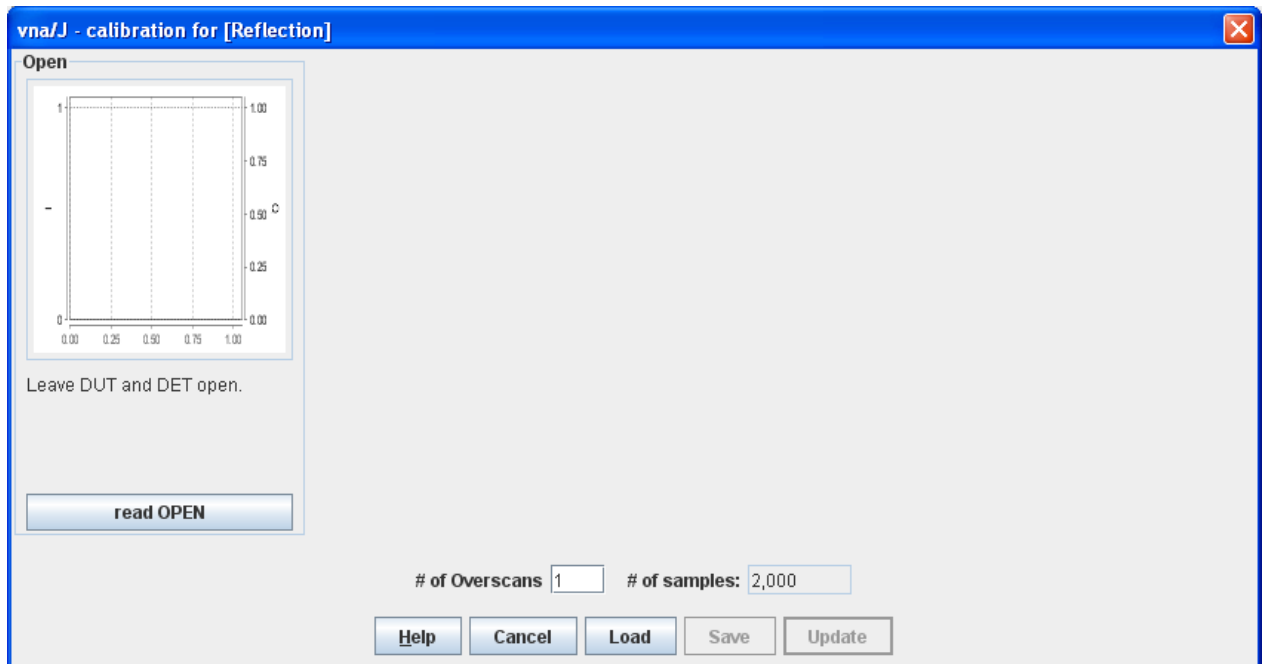 vna/J - calibration for [Reflection]
Open
1
1.00
0.75
0.50
0.25
0
0.00
0.00 0.25 0.50 0.75 1.00
Leave DUT and DET open.
read OPEN
# of Overscans 1 # of samples: 2,000
Help Cancel Load Save Update